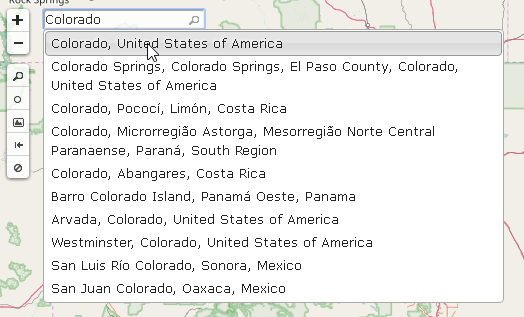 Rock Springs
Colorado
Colorado, United States of America
Colorado Springs, Colorado Springs, El Paso County, Colorado,
United States of America
Colorado, Pococí, Limón, Costa Rica
Colorado, Microrregião Astorga, Mesorregião Norte Central
Paranaense, Paraná, South Region
Colorado, Abangares, Costa Rica
Barro Colorado Island, Panamá Oeste, Panama
Arvada, Colorado, United States of America
Westminster, Colorado, United States of America
San Luis Río Colorado, Sonora, Mexico
San Juan Colorado, Oaxaca, Mexico